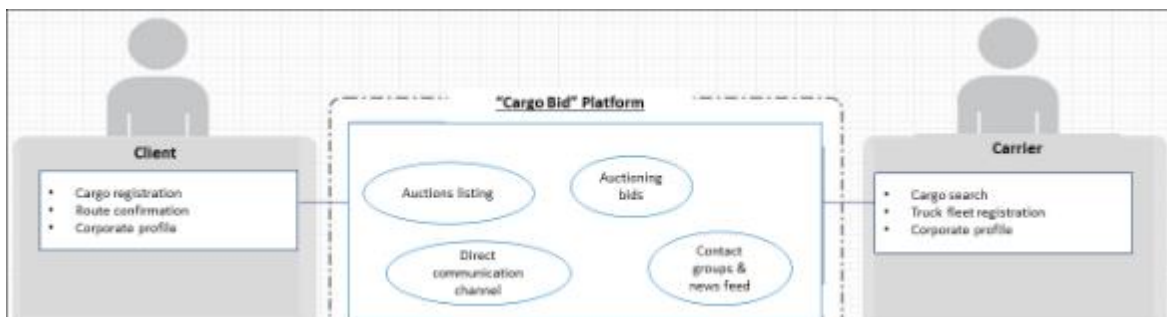 "Cargo Bid" Platform
Client
• Cargo registration
• Route confirmation
• Corporate profile
Auctions listing
Auctioning
bids
Direct
communication
channel
Contact
groups &
news feed
Carrier
• Cargo search
• Truck fleet registration
• Corporate profile